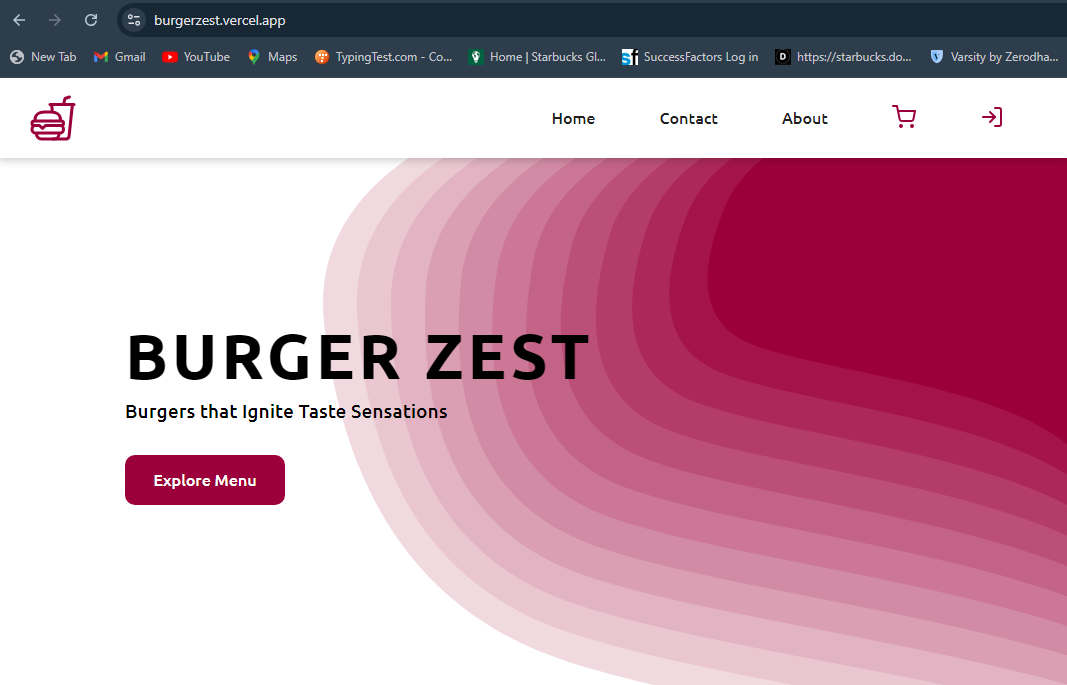 burgerzest.vercel.app
New Tab Gmail YouTube Maps TypingTest.com - Co... Home | Starbucks Gl... SuccessFactors Log in https://starbucks.do... Varsity by Zerodha...
Home Contact About
BURGER ZEST
Burgers that Ignite Taste Sensations
Explore Menu